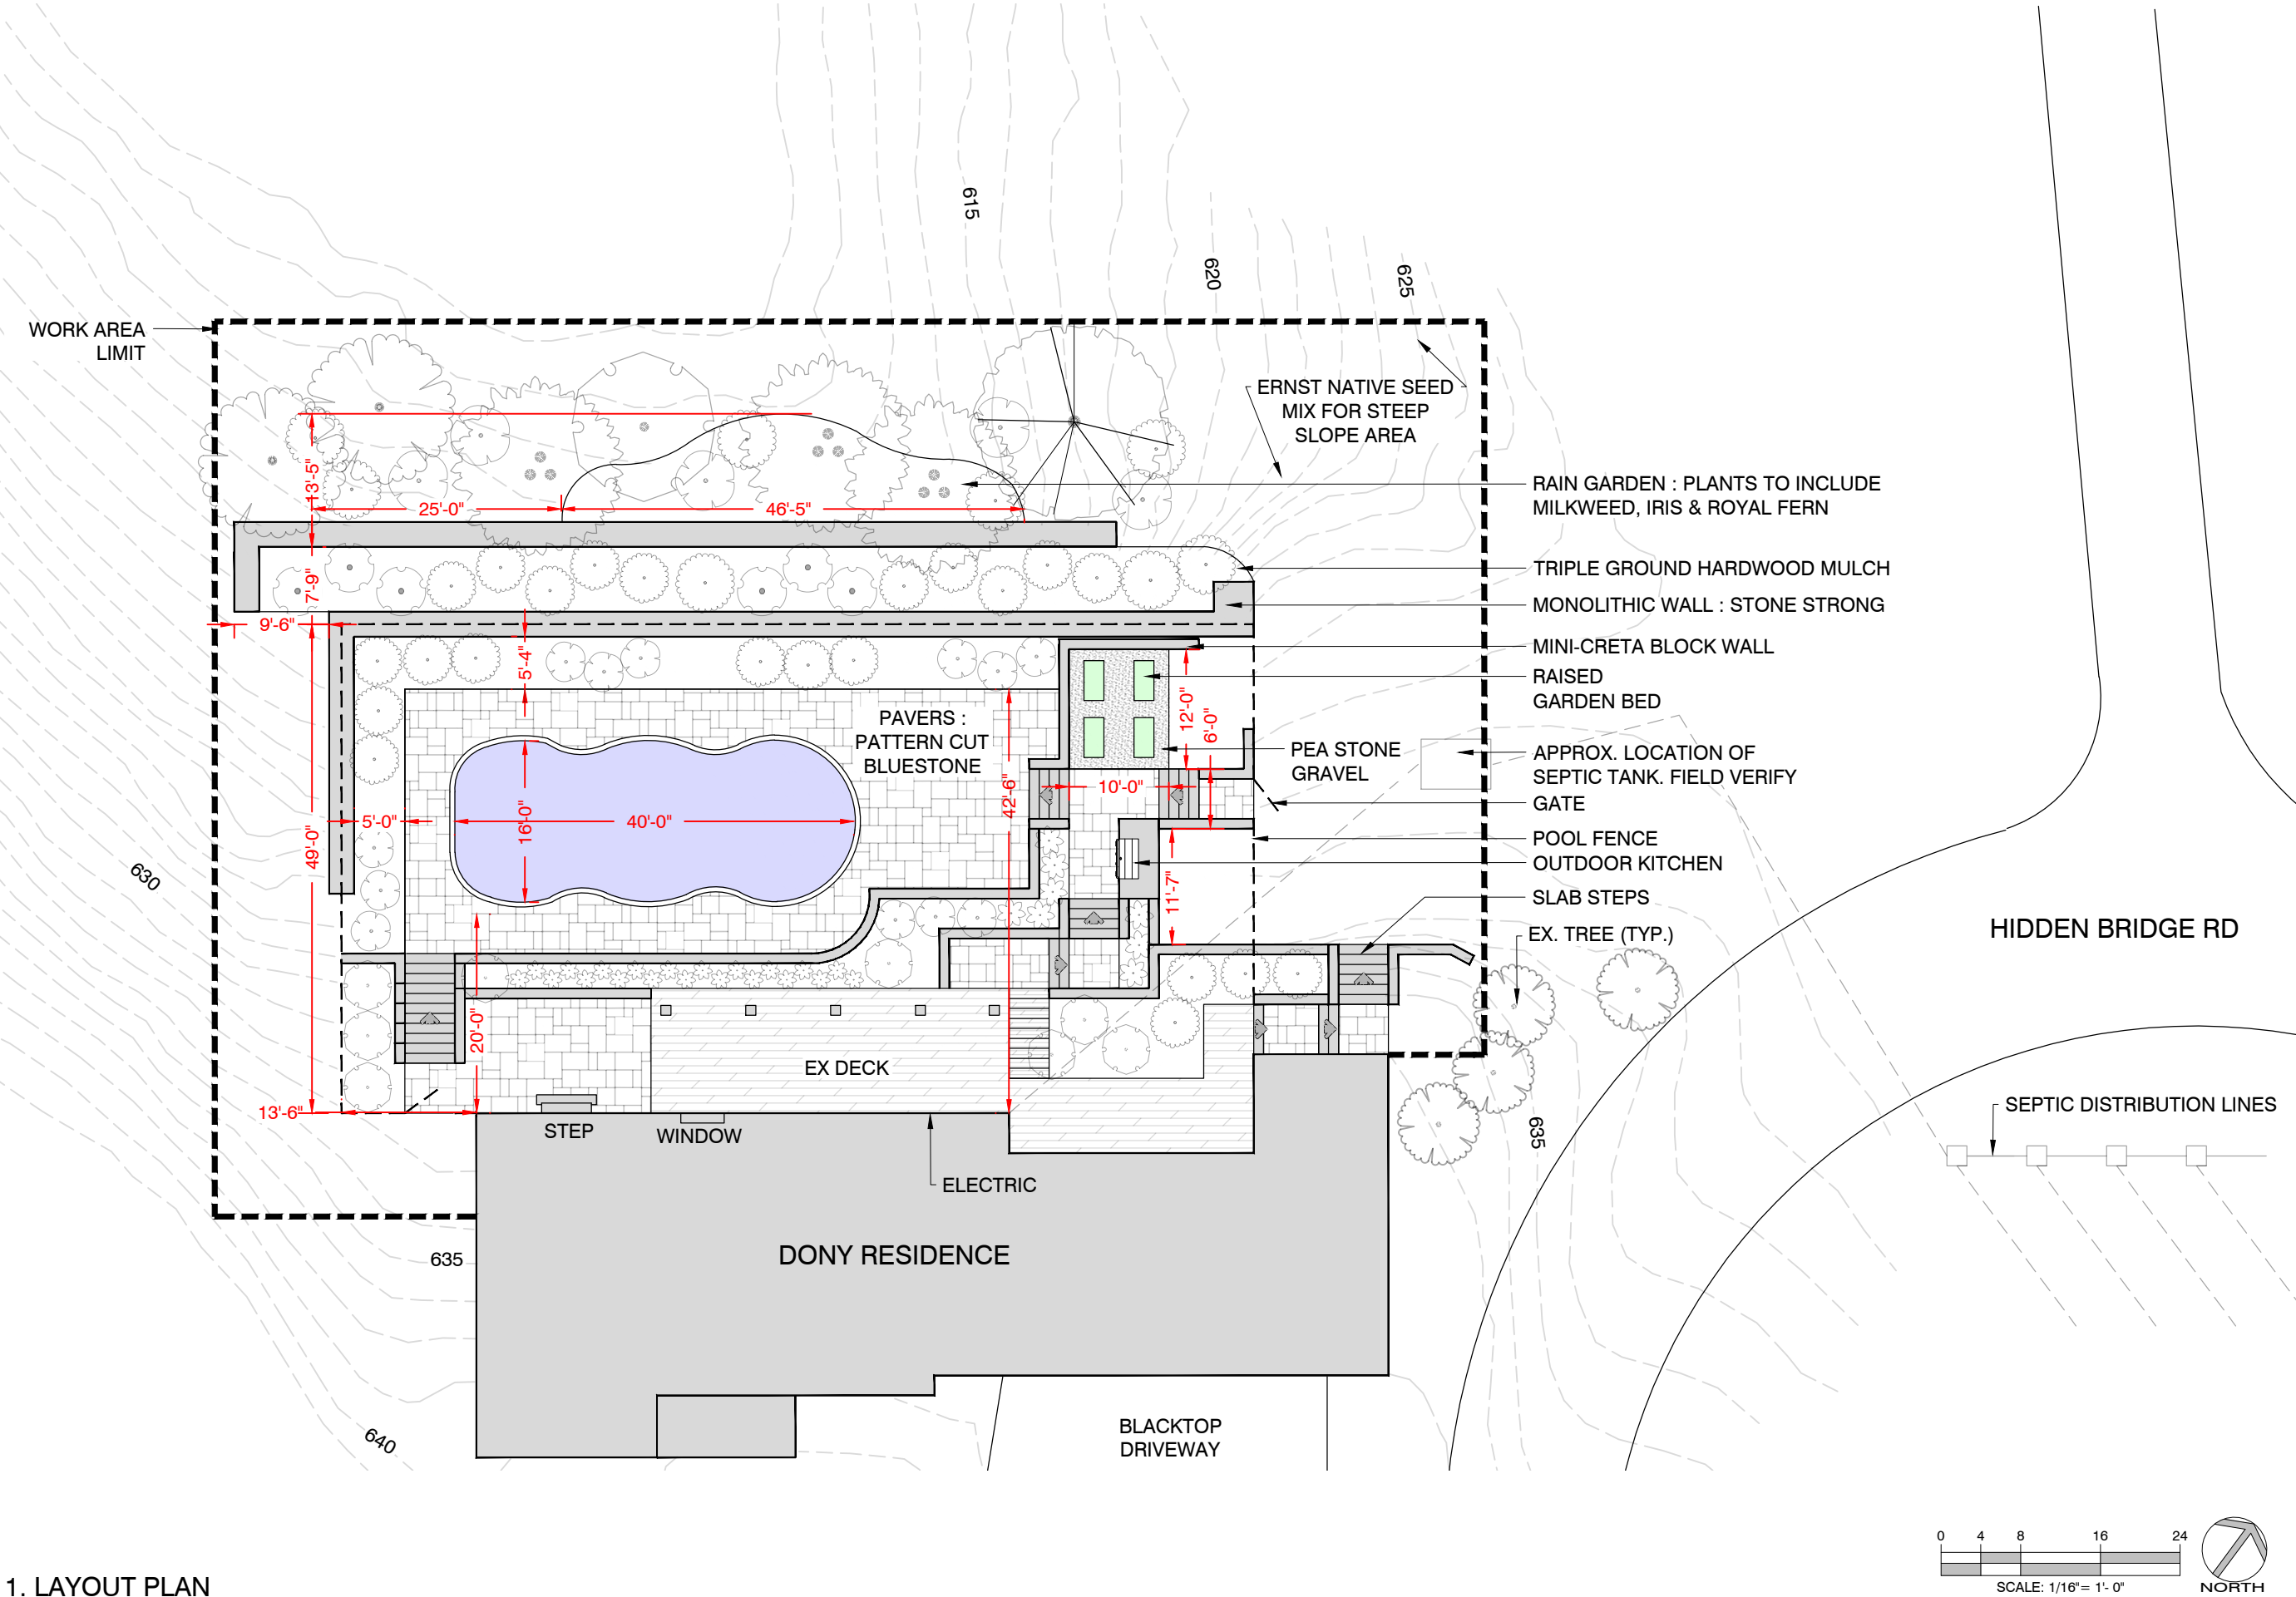 615
620
625
WORK AREA
LIMIT
ERNST NATIVE SEED
MIX FOR STEEP
SLOPE AREA
13'-5"
25'-0"
46'-5"
RAIN GARDEN : PLANTS TO INCLUDE
MILKWEED, IRIS & ROYAL FERN
7'-9"
TRIPLE GROUND HARDWOOD MULCH
MONOLITHIC WALL : STONE STRONG
9'-6"
5'-4"
MINI-CRETA BLOCK WALL
RAISED
GARDEN BED
12'-0"
6'-0"
PAVERS :
PATTERN CUT
BLUESTONE
PEA STONE
GRAVEL
APPROX. LOCATION OF
SEPTIC TANK. FIELD VERIFY
GATE
42'-6"
10'-0"
5'-0"
16'-0"
40'-0"
49'-0"
POOL FENCE
OUTDOOR KITCHEN
11'-7"
SLAB STEPS
630
EX. TREE (TYP.)
HIDDEN BRIDGE RD
20'-0"
EX DECK
13'-6"
STEP
WINDOW
635
SEPTIC DISTRIBUTION LINES
ELECTRIC
DONY RESIDENCE
635
640
BLACKTOP
DRIVEWAY
0 4 8 16 24
SCALE: 1/16"= 1'- 0"
NORTH
1. LAYOUT PLAN